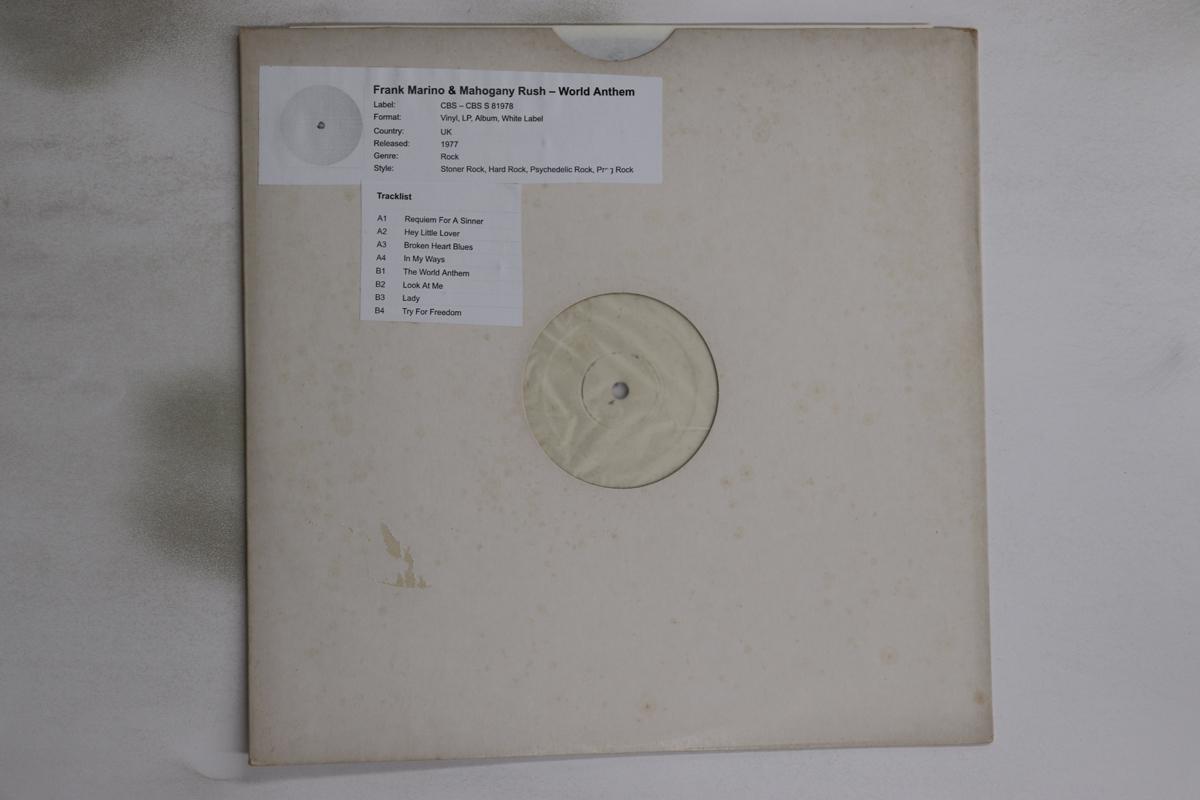 Frank Marino & Mahogany Rush – World Anthem
Label: CBS – CBS S 81978
Format: Vinyl, LP, Album, White Label
Country: UK
Released: 1977
Genre: Rock
Style: Stoner Rock, Hard Rock, Psychedelic Rock, Rock
Tracklist
A1 Requiem For A Sinner
A2 Hey Little Lover
A3 Broken Heart Blues
A4 In My Ways
B1 The World Anthem
B2 Look At Me
B3 Lady
B4 Try For Freedom